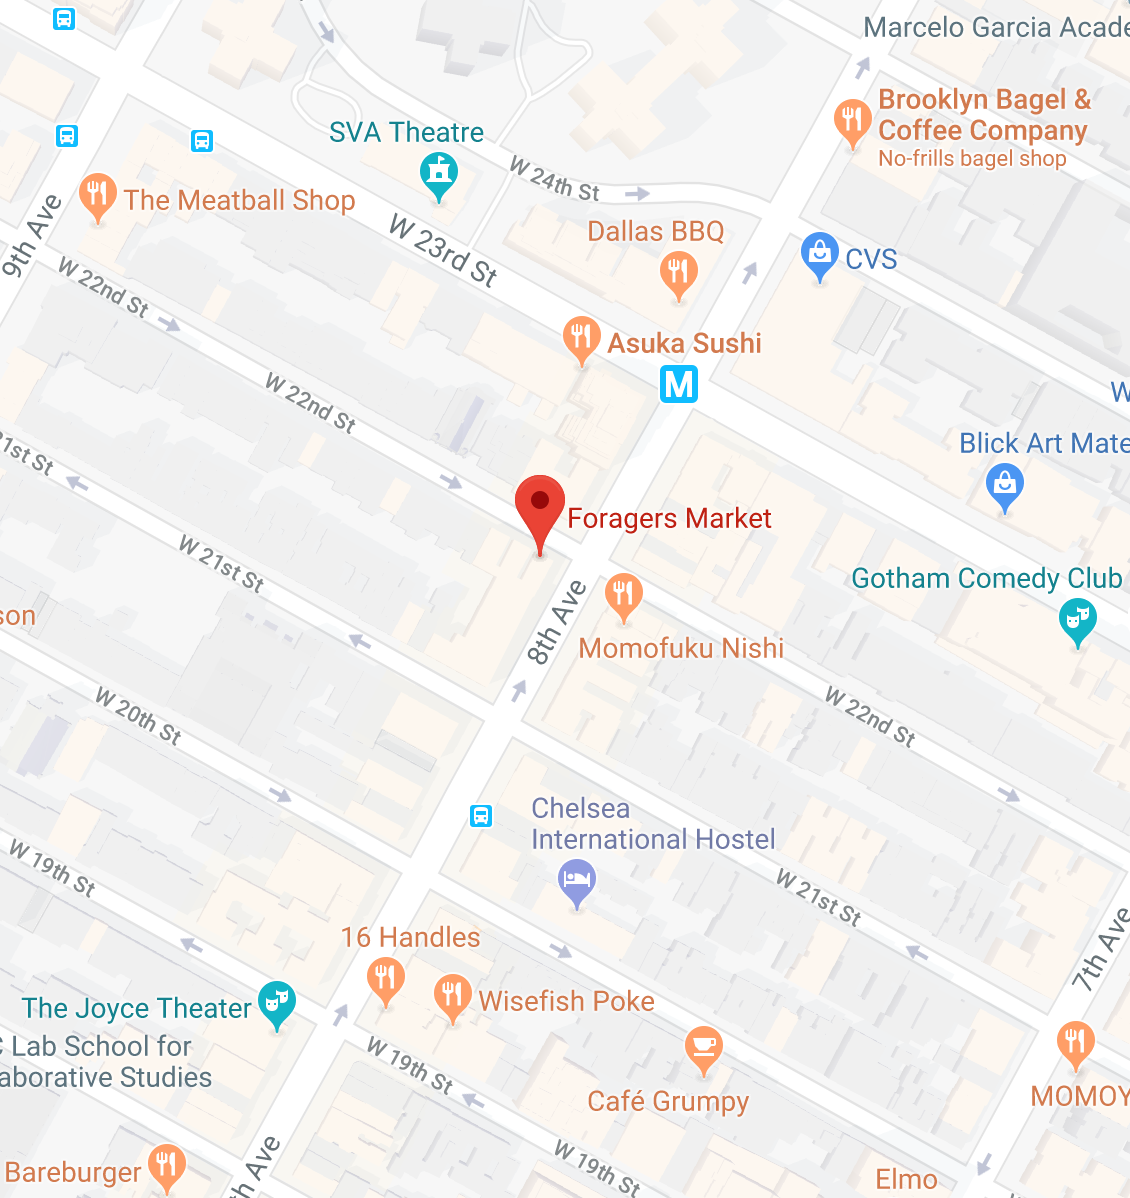 Marcelo Garcia Acade
Brooklyn Bagel &
Coffee Company
No-frills bagel shop
SVA Theatre
W 24th St
The Meatball Shop
9th Ave
W 23rd St
Dallas BBQ
CVS
W 22nd St
Asuka Sushi
M
W 22nd St
W
Blick Art Mate
21st St
Foragers Market
W 21st St
Gotham Comedy Club
son
8th Ave
Momofuku Nishi
W 20th St
W 22nd St
Chelsea
International Hostel
W 19th St
W 21st St
7th Ave
16 Handles
The Joyce Theater
Wisefish Poke
C Lab School for
aborative Studies
W 19th St
Café Grumpy
MOMOY
Bareburger
th Ave
W 19th St
Elmo